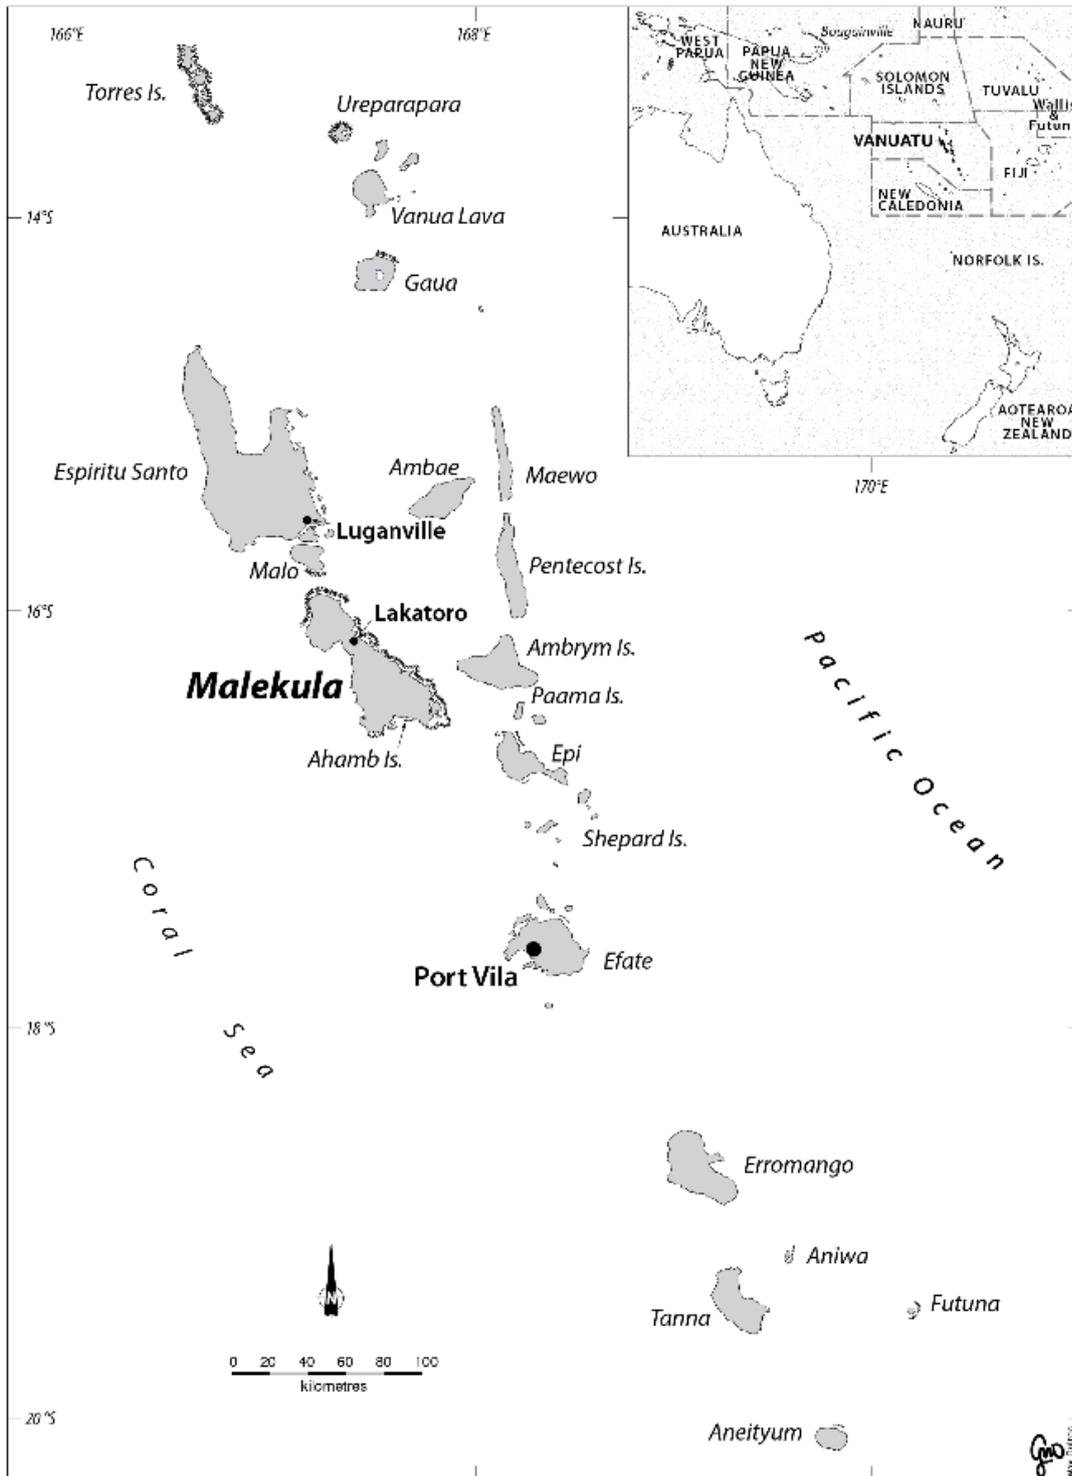 166°E
168°E
Torres Is.
Ureparapara
Vanua Lava
14°S
Gaua
WEST
PAPUA
PAPUA
NEW
GUINEA
Bougainville
NAURU
SOLOMON
ISLANDS
TUVALU
Wallis
&
Futuna
VANUATU
FIJI
NEW
CALEDONIA
AUSTRALIA
NORFOLK IS.
AOTEAROA
NEW
ZEALAND
170°E
Espiritu Santo
Ambae
Maewo
Luganville
Malo
Pentecost Is.
16°S
Lakatoro
Ambrym Is.
Malekula
Paama Is.
Ahamb Is.
Epi
Shepard Is.
Pacific Ocean
Coral Sea
Efate
Port Vila
18°S
Erromango
Aniwa
Tanna
Futuna
N
0 20 40 60 80 100
kilometres
20°S
Aneityum